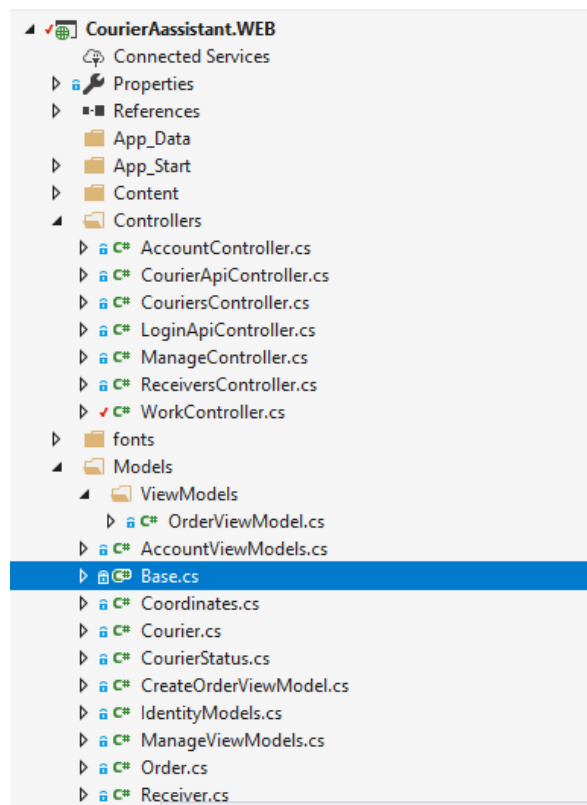 CourierAassistant.WEB
Connected Services
Properties
References
App_Data
App_Start
Content
Controllers
C# AccountController.cs
C# CourierApiController.cs
C# CouriersController.cs
C# LoginApiController.cs
C# ManageController.cs
C# ReceiversController.cs
C# WorkController.cs
fonts
Models
ViewModels
C# OrderViewModel.cs
C# AccountViewModels.cs
C# Base.cs
C# Coordinates.cs
C# Courier.cs
C# CourierStatus.cs
C# CreateOrderViewModel.cs
C# IdentityModels.cs
C# ManageViewModels.cs
C# Order.cs
C# Receiver.cs